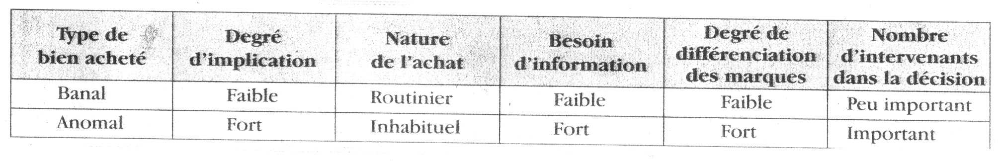 Type de
bien acheté
Degré
d'implication
Nature
de l'achat
Besoin
d'information
Degré de
différenciation
des marques
Nombre
d'intervenants
dans la décision
Banal
Faible
Routinier
Faible
Faible
Peu important
Anomal
Fort
Inhabituel
Fort
Fort
Important